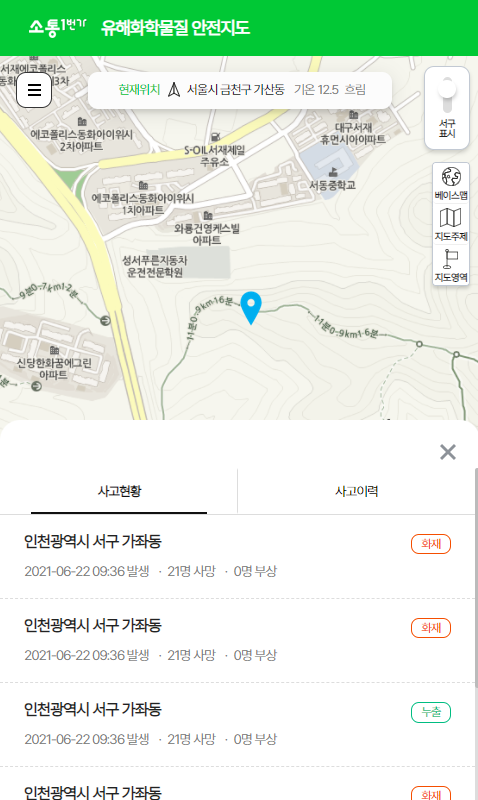 소통1번가 유해화학물질 안전지도
서재에코폴리스
현재위치 서울시 금천구 가산동 기온 12.5 흐림
서구
표시
에코폴리스동화아이위시
2차아파트
S-OIL서재제일
주유소
대구서재
휴먼시아아파트
서동중학교
베이스맵
지도주제
지도영역
에코폴리스동화아이위시
1차아파트
와룡건영케스빌
아파트
성서푸른지동차
운전전문학원
9분0.7km12분
11분0.9km16분
11분0.9km16분
신당한화꿈에그린
아파트
사고현황
사고이력
인천광역시 서구 가좌동
화재
2021-06-22 09:36 발생 · 21명 사망 · 0명 부상
인천광역시 서구 가좌동
화재
2021-06-22 09:36 발생 · 21명 사망 · 0명 부상
인천광역시 서구 가좌동
누출
2021-06-22 09:36 발생 · 21명 사망 · 0명 부상
인천광역시 서구 가좌동
화재